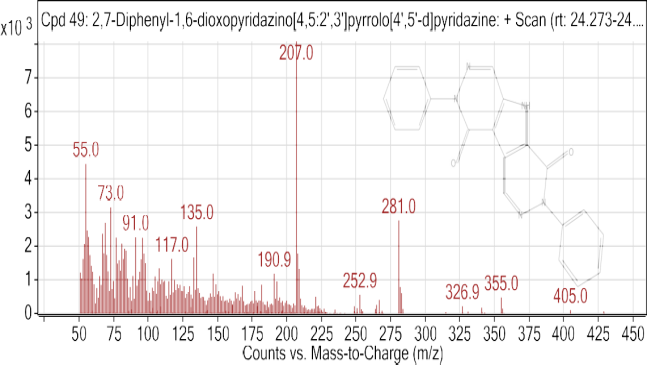 Cpd 49: 2,7-Diphenyl-1,6-dioxopyridazino[4,5:2',3']pyrrolo[4',5'-d]pyridazine: + Scan (rt: 24.273-24....
x10 3
207.0
7
6
5
55.0
4
73.0
281.0
3
91.0
135.0
117.0
2
190.9
252.9
326.9
355.0
405.0
1
0
50 75 100 125 150 175 200 225 250 275 300 325 350 375 400 425 450
Counts vs. Mass-to-Charge (m/z)
N
N
NH
O
O
N
N